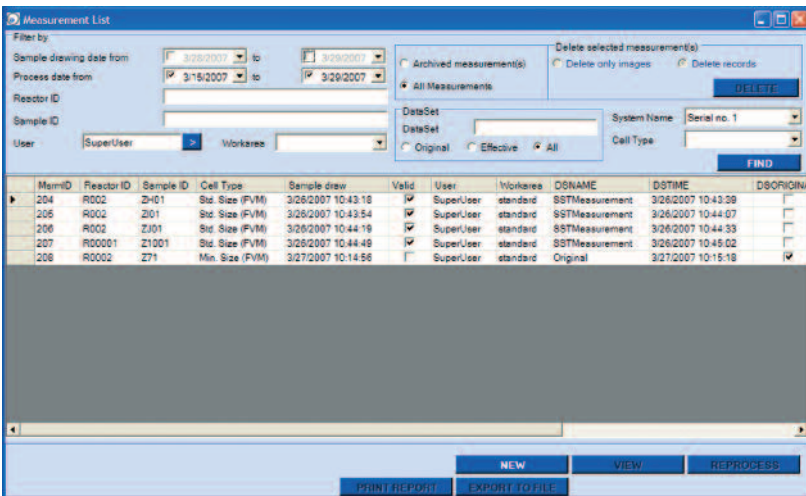 Measurement List
Filter by
Sample drawing date from 3/28/2007 to 3/29/2007
Process date from 3/15/2007 to 3/29/2007
Reactor ID
Sample ID
User SuperUser > Workarea
Archived measurement(s)
All Measurements
Delete selected measurement(s)
Delete only images Delete records
DELETE
DataSet
DataSet
Original Effective All
System Name Serial no. 1
Cell Type
FIND
MsmID Reactor ID Sample ID Cell Type Sample draw Valid User Workarea DSNAME DSTIME DSORIGINA
204 R002 ZH01 Std. Size (FVM) 3/26/2007 10:43:18 SuperUser standard SSTMeasurement 3/26/2007 10:43:39
205 R002 ZI01 Std. Size (FVM) 3/26/2007 10:43:54 SuperUser standard SSTMeasurement 3/26/2007 10:44:07
206 R002 ZJ01 Std. Size (FVM) 3/26/2007 10:44:19 SuperUser standard SSTMeasurement 3/26/2007 10:44:33
207 R00001 Z1001 Std. Size (FVM) 3/26/2007 10:44:49 SuperUser standard SSTMeasurement 3/26/2007 10:45:02
208 R0002 Z71 Min. Size (FVM) 3/27/2007 10:14:56 SuperUser standard Original 3/27/2007 10:15:18
NEW VIEW REPROCESS
PRINT REPORT EXPORT TO FILE